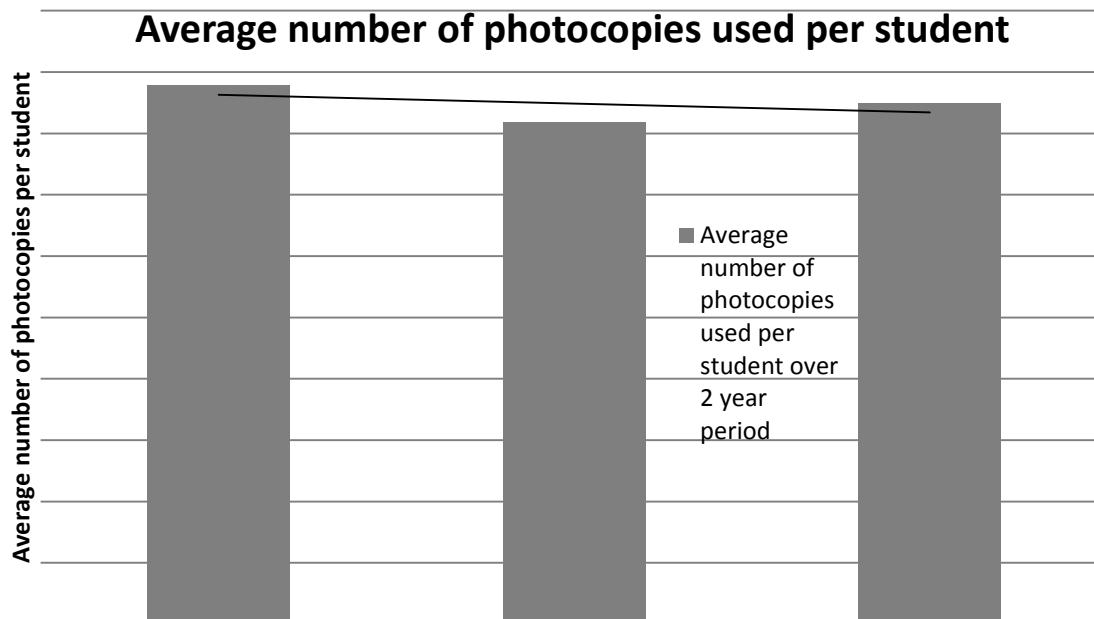 Average number of photocopies used per student
Average number of photocopies per student
Average
number of
photocopies
used per
student over
2 year
period